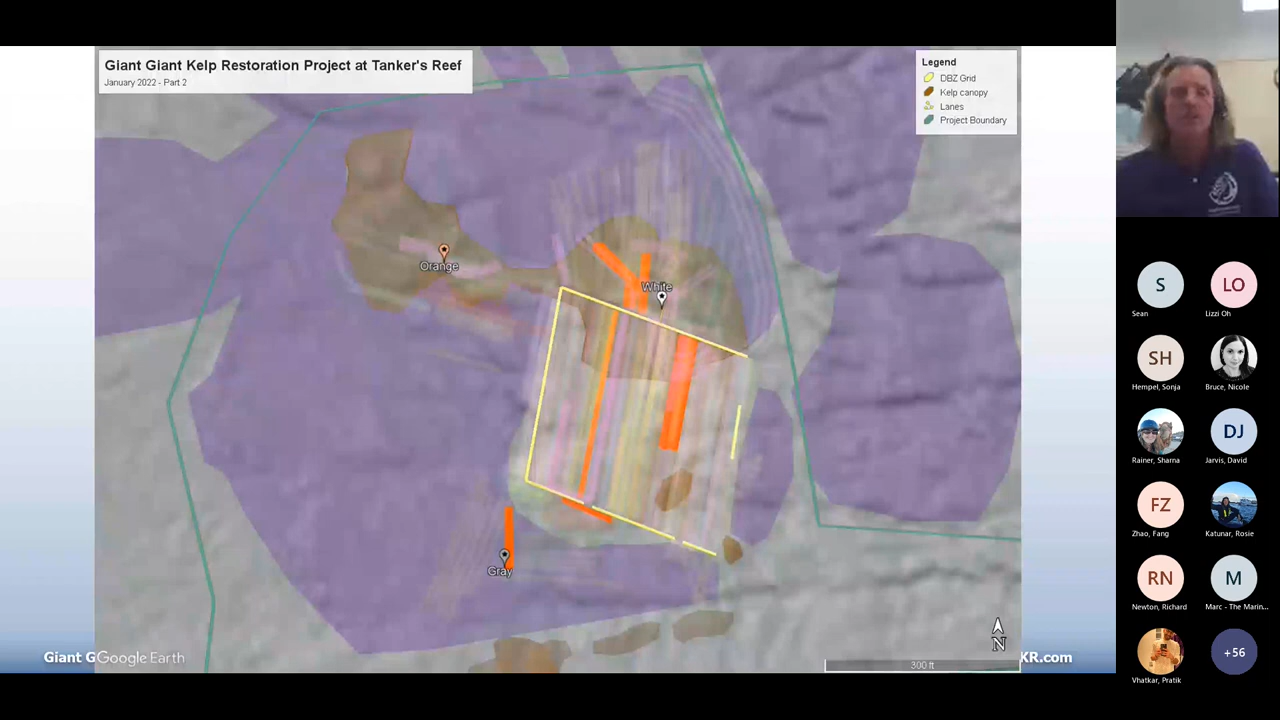 Giant Giant Kelp Restoration Project at Tanker's Reef
January 2022 - Part 2
Legend
DBZ Grid
Kelp canopy
Lanes
Project Boundary
Orange
White
Gray
N
300 ft
Giant G
Google Earth
KR.com
S
LO
Sean
Lizzi Oh
SH
Hempel, Sonja
Bruce, Nicole
DJ
Rainer, Sharna
Jarvis, David
FZ
Zhao, Fang
Katunar, Rosie
RN
M
Newton, Richard
Marc - The Marin...
+56
Vhatkar, Pratik